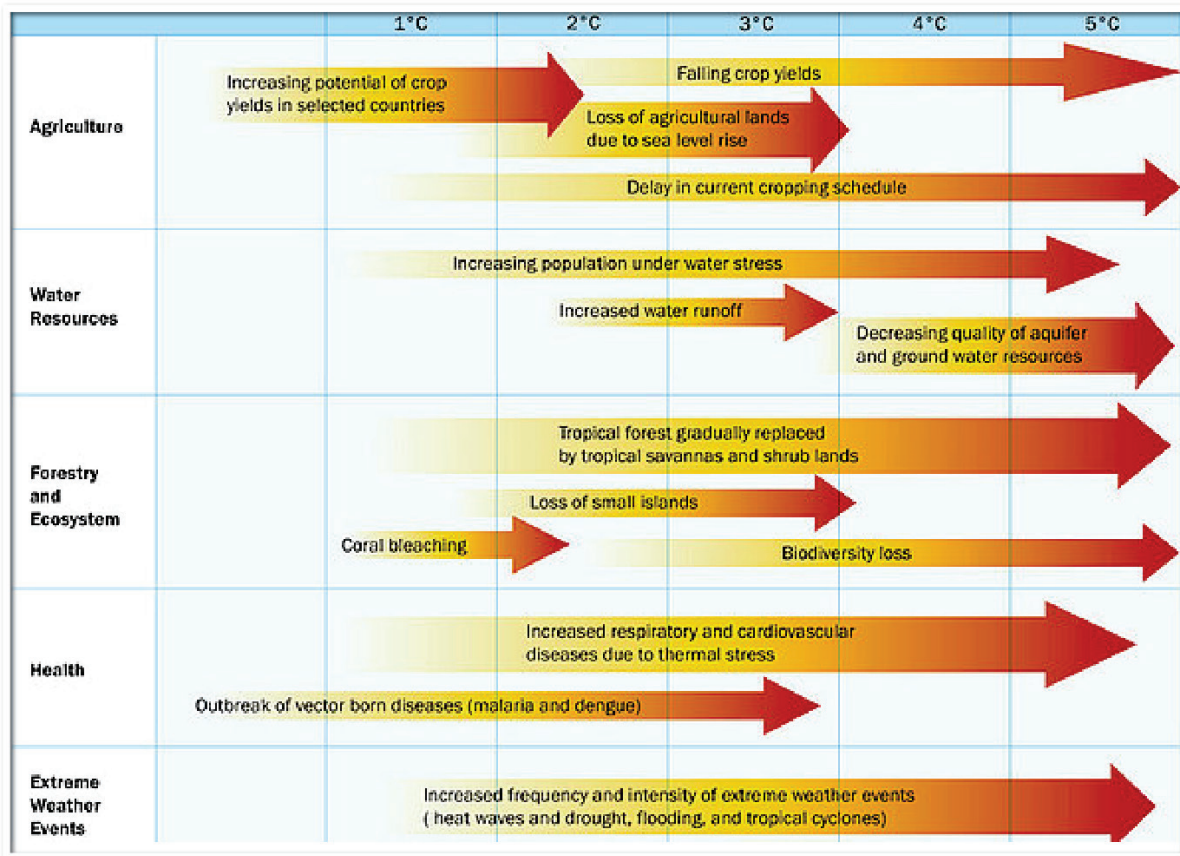 1°C 2°C 3°C 4°C 5°C
Agriculture
Increasing potential of crop
yields in selected countries
Falling crop yields
Loss of agricultural lands
due to sea level rise
Delay in current cropping schedule
Water
Resources
Increasing population under water stress
Increased water runoff
Decreasing quality of aquifer
and ground water resources
Forestry
and
Ecosystem
Tropical forest gradually replaced
by tropical savannas and shrub lands
Loss of small islands
Coral bleaching
Biodiversity loss
Health
Increased respiratory and cardiovascular
diseases due to thermal stress
Outbreak of vector born diseases (malaria and dengue)
Extreme
Weather
Events
Increased frequency and intensity of extreme weather events
( heat waves and drought, flooding, and tropical cyclones)